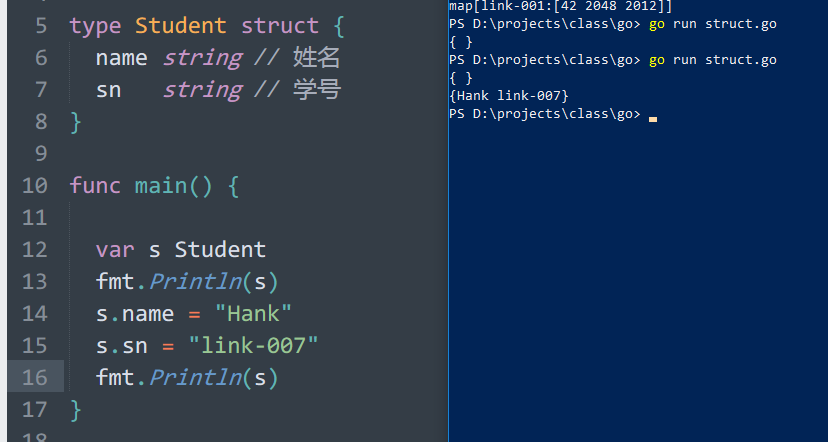 5 type Student struct {
6   name string // 姓名
7   sn   string // 学号
8 }
9
10 func main() {
11
12   var s Student
13   fmt.Println(s)
14   s.name = "Hank"
15   s.sn = "link-007"
16   fmt.Println(s)
17 }
18
map[link-001:[42 2048 2012]]
PS D:\projects\class\go> go run struct.go
{ }
PS D:\projects\class\go> go run struct.go
{ }
{Hank link-007}
PS D:\projects\class\go>